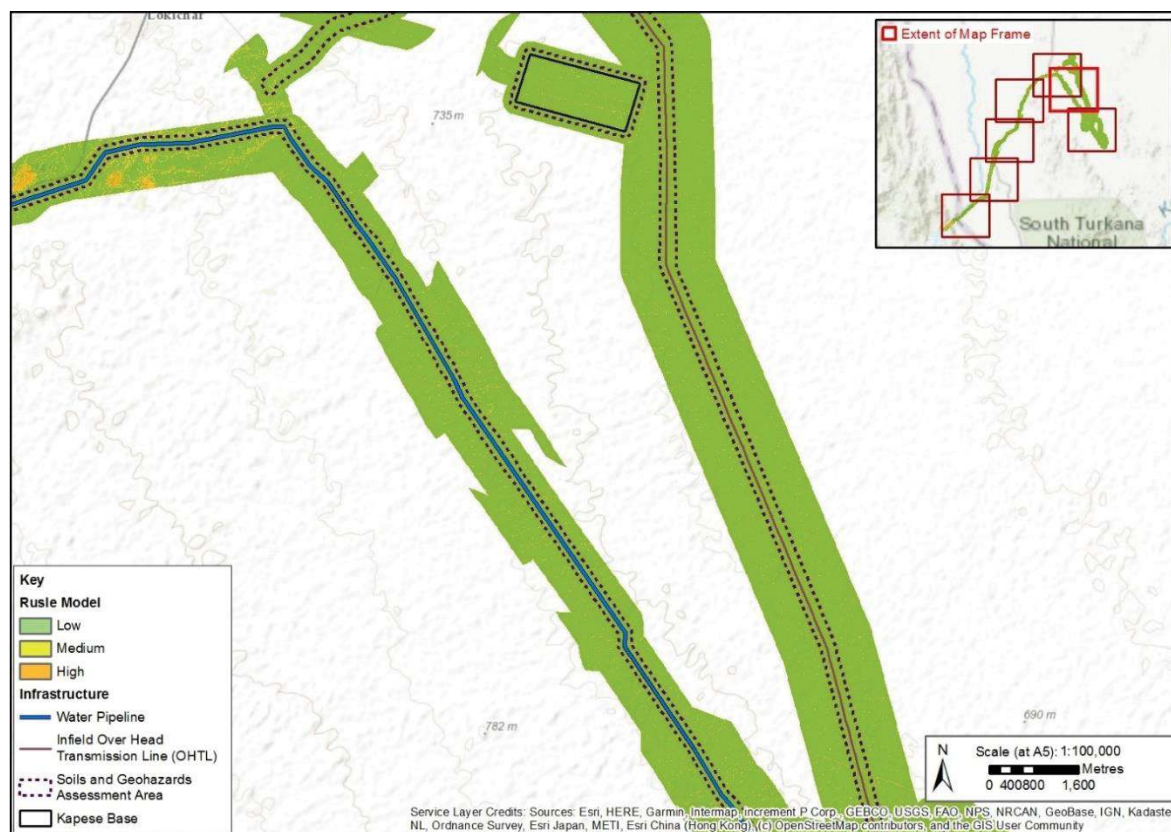 Lokichar
735 m
Extent of Map Frame
South Turkana
National
K
Key
Rusle Model
Low
Medium
High
Infrastructure
Water Pipeline
Infield Over Head
Transmission Line (OHTL)
Soils and Geohazards
Assessment Area
Kapese Base
782 m
690 m
N
Scale (at A5): 1:100,000
Metres
0 400800 1,600
Service Layer Credits: Sources: Esri, HERE, Garmin, Intermap, increment P Corp., GEBCO, USGS, FAO, NPS, NRCAN, GeoBase, IGN, Kadaste
NL, Ordnance Survey, Esri Japan, METI, Esri China (Hong Kong), (c) OpenStreetMap contributors, and the GIS User Community